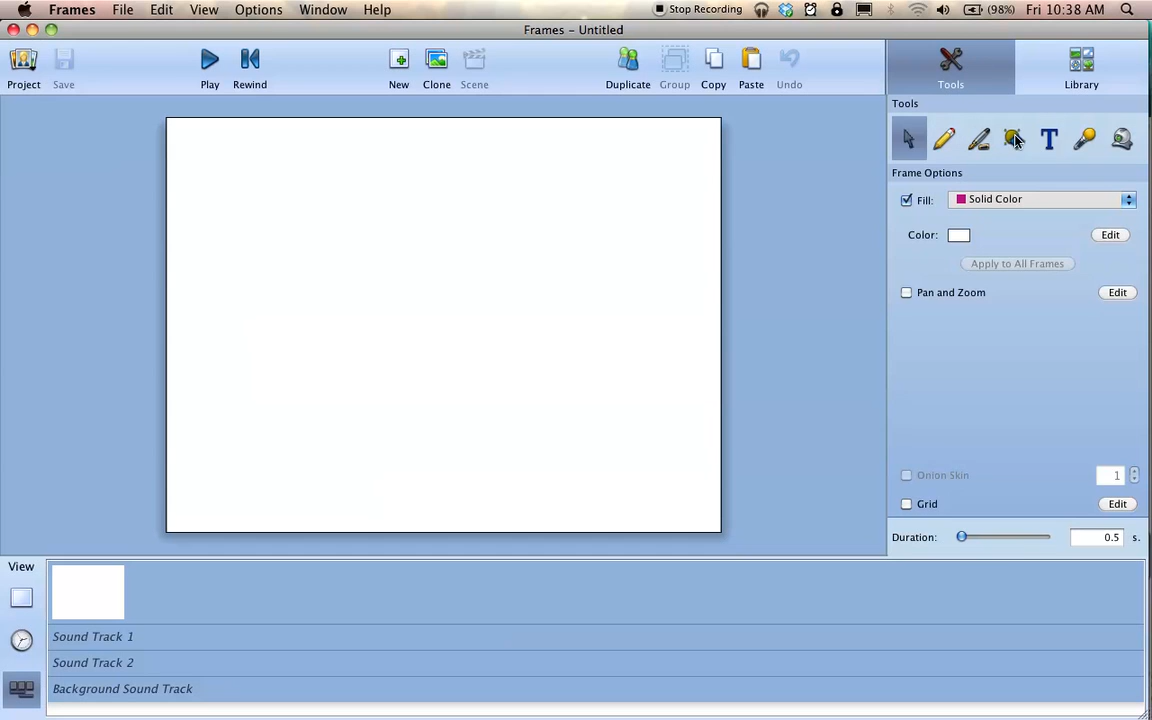 Frames File Edit View Options Window Help Stop Recording (98%) Fri 10:38 AM
Frames – Untitled
Project Save Play Rewind New Clone Scene Duplicate Group Copy Paste Undo Tools Library
Tools
T
Frame Options
Fill: Solid Color
Color: Edit
Apply to All Frames
Pan and Zoom Edit
Onion Skin 1
Grid Edit
Duration: 0.5 s.
View
Sound Track 1
Sound Track 2
Background Sound Track